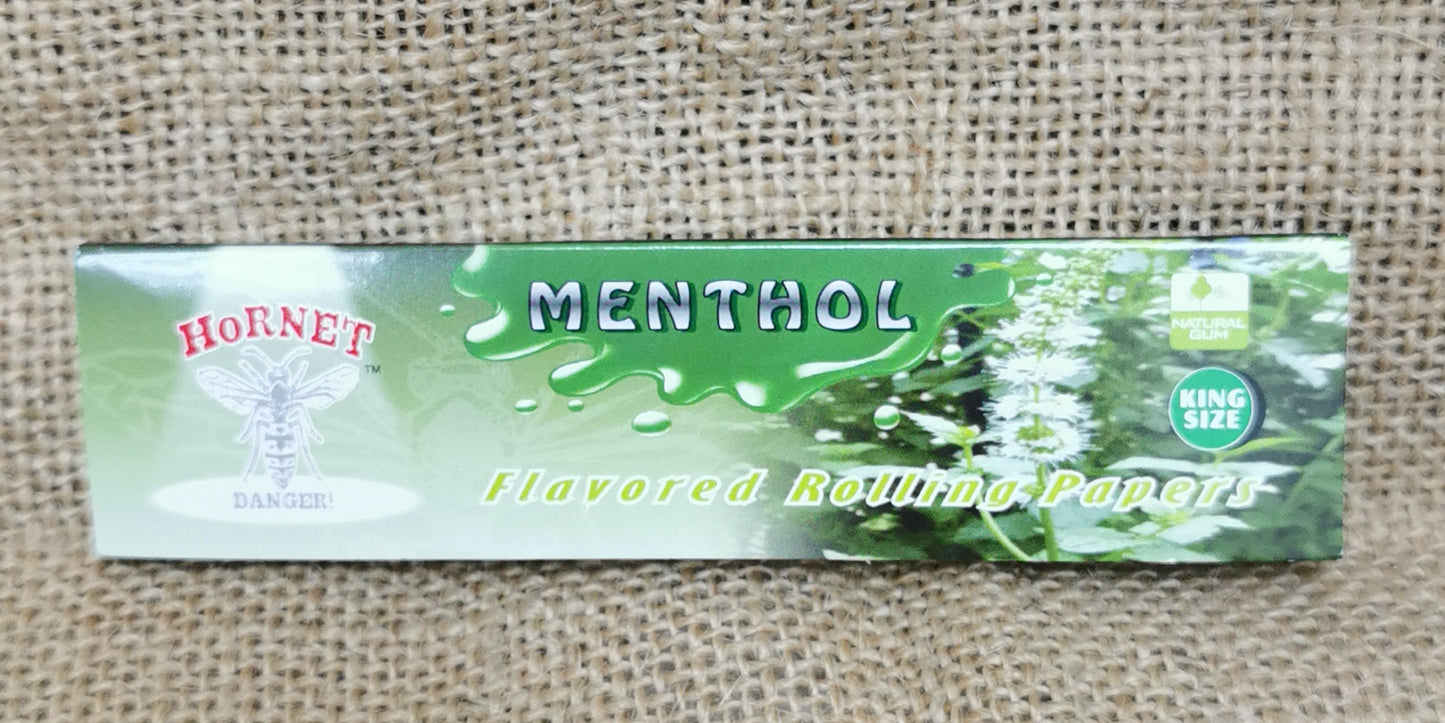 HoRNET
TM
DANGER!
MENTHOL
Flavored Rolling Papers
NATURAL
GUM
KING
SIZE